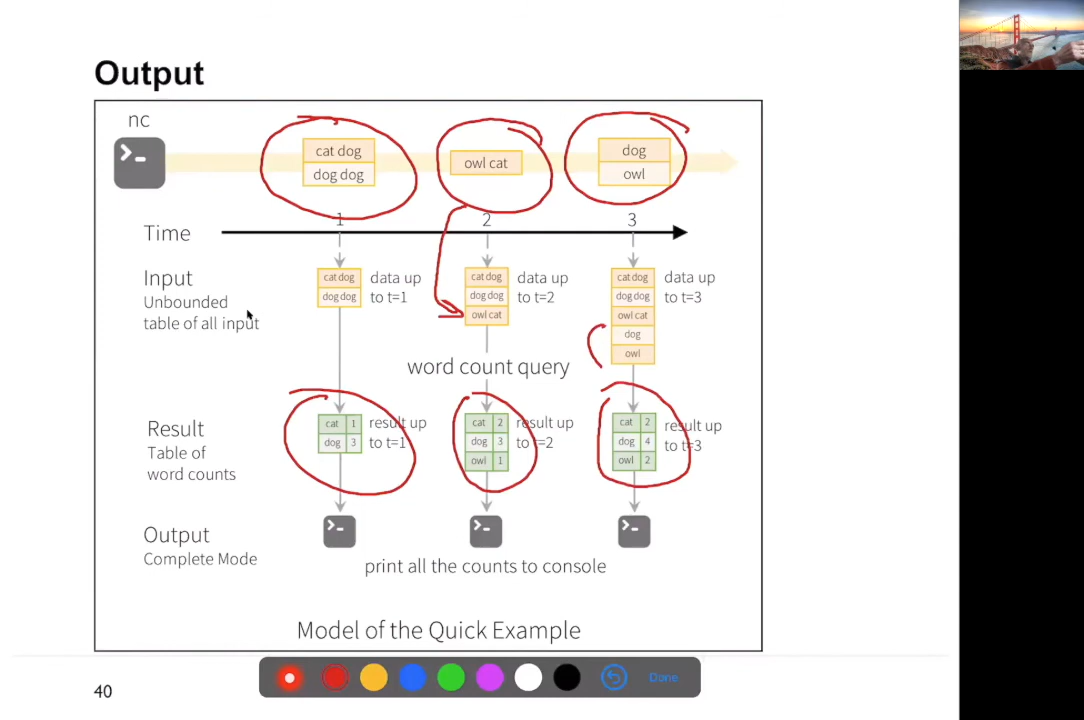 Output
nc
cat dog
dog dog
owl cat
dog
owl
Time
1
2
3
Input
Unbounded
table of all input
cat dog
dog dog
data up
to t=1
cat dog
dog dog
owl cat
data up
to t=2
cat dog
dog dog
owl cat
dog
owl
data up
to t=3
word count query
Result
Table of
word counts
cat 1
dog 3
result up
to t=1
cat 2
dog 3
owl 1
result up
to t=2
cat 2
dog 4
owl 2
result up
to t=3
Output
Complete Mode
print all the counts to console
Model of the Quick Example
40
Done